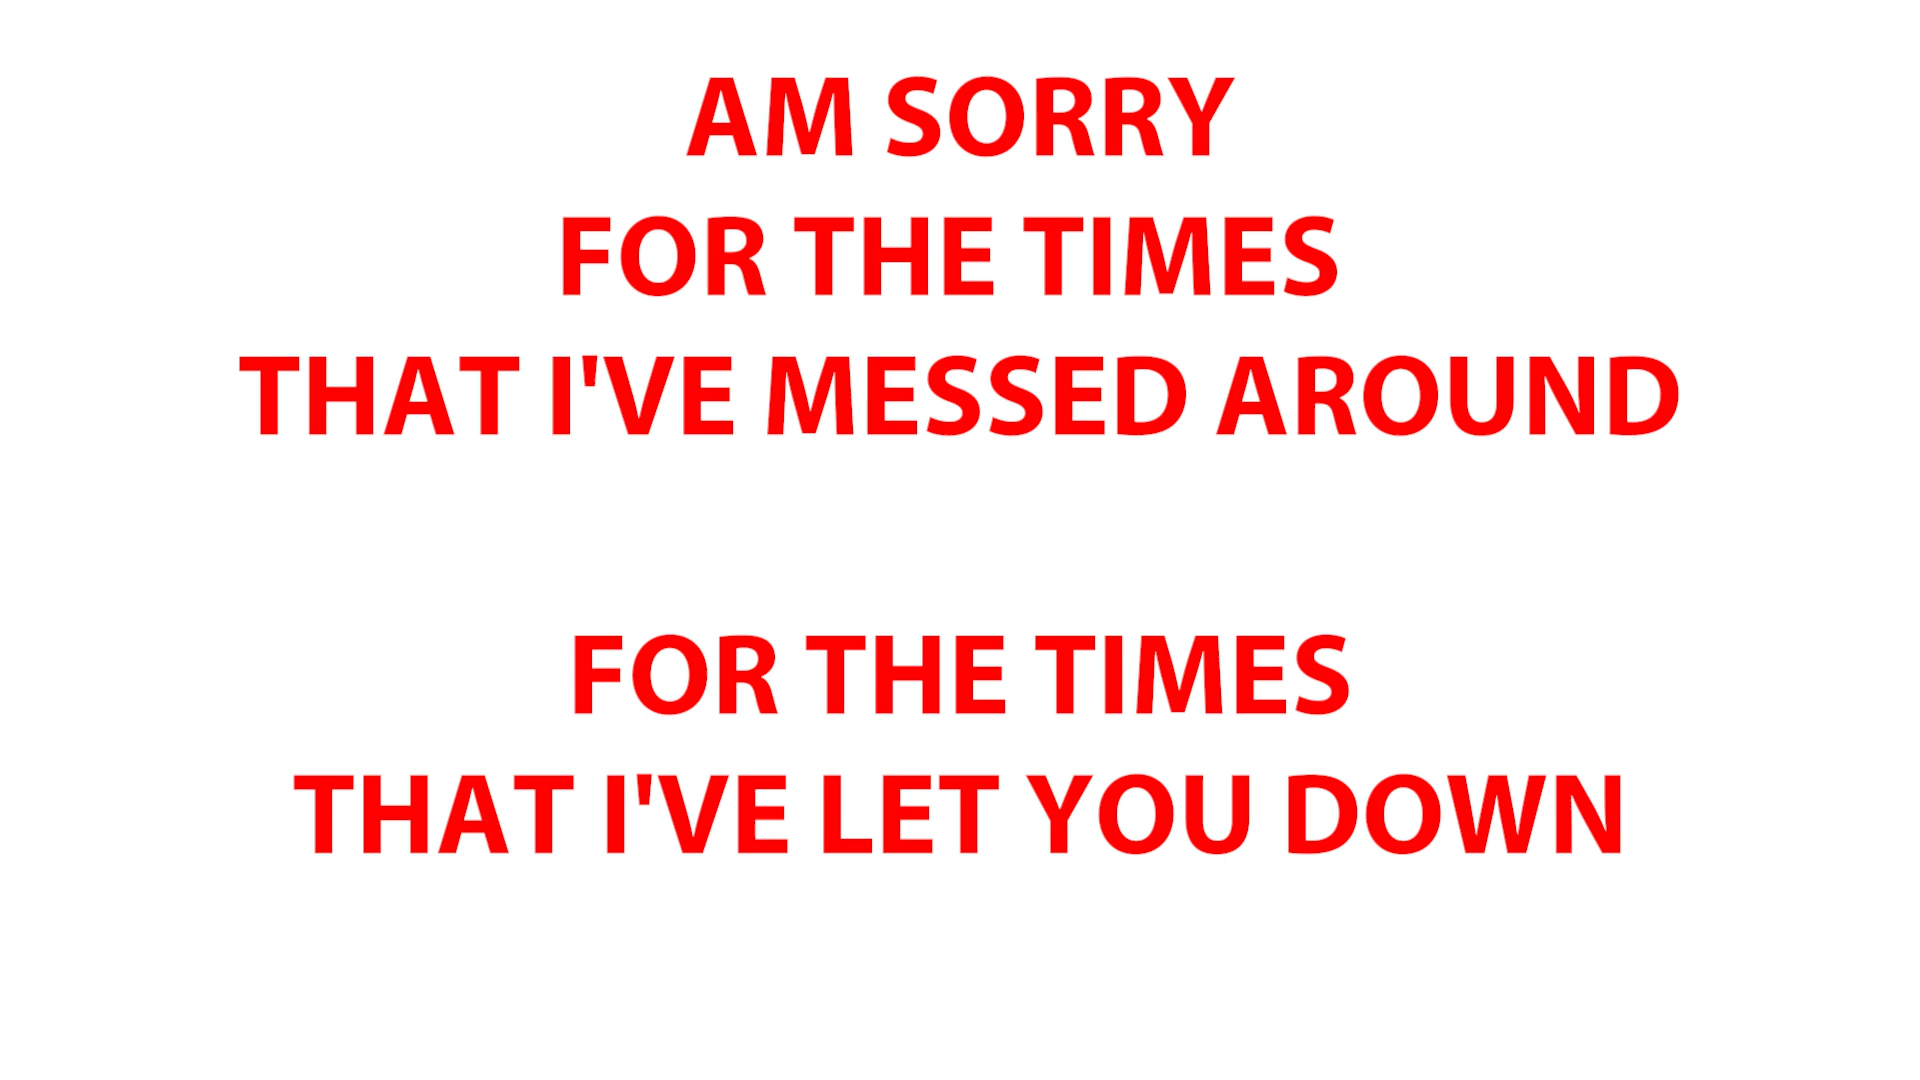 AM SORRY
FOR THE TIMES
THAT I'VE MESSED AROUND
FOR THE TIMES
THAT I'VE LET YOU DOWN